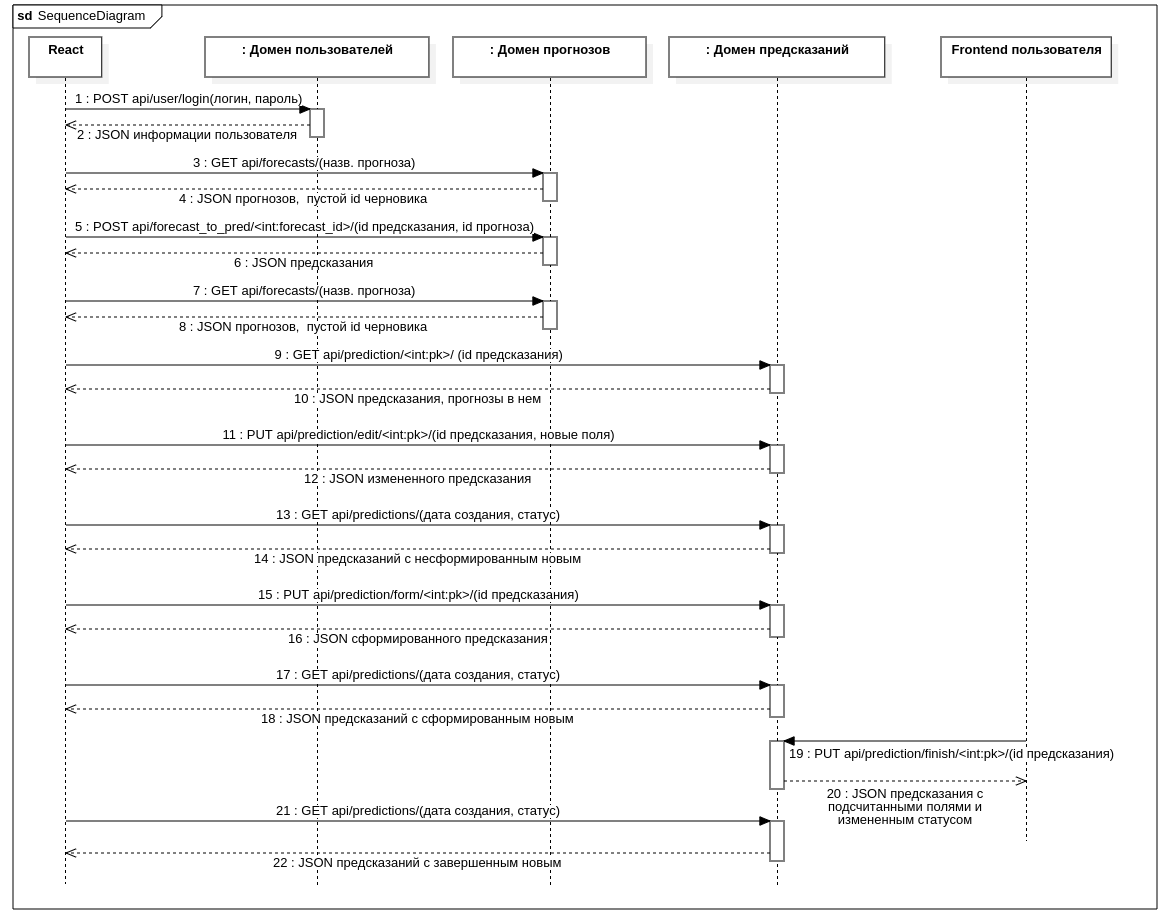 sd SequenceDiagram
React
: Домен пользователей
: Домен прогнозов
: Домен предсказаний
Frontend пользователя
1 : POST api/user/login(логин, пароль)
2 : JSON информации пользователя
3 : GET api/forecasts/(назв. прогноза)
4 : JSON прогнозов,  пустой id черновика
5 : POST api/forecast_to_pred/<int:forecast_id>/(id предсказания, id прогноза)
6 : JSON предсказания
7 : GET api/forecasts/(назв. прогноза)
8 : JSON прогнозов,  пустой id черновика
9 : GET api/prediction/<int:pk>/ (id предсказания)
10 : JSON предсказания, прогнозы в нем
11 : PUT api/prediction/edit/<int:pk>/(id предсказания, новые поля)
12 : JSON измененного предсказания
13 : GET api/predictions/(дата создания, статус)
14 : JSON предсказаний с несформированным новым
15 : PUT api/prediction/form/<int:pk>/(id предсказания)
16 : JSON сформированного предсказания
17 : GET api/predictions/(дата создания, статус)
18 : JSON предсказаний с сформированным новым
19 : PUT api/prediction/finish/<int:pk>/(id предсказания)
20 : JSON предсказания с
подсчитанными полями и
измененным статусом
21 : GET api/predictions/(дата создания, статус)
22 : JSON предсказаний с завершенным новым